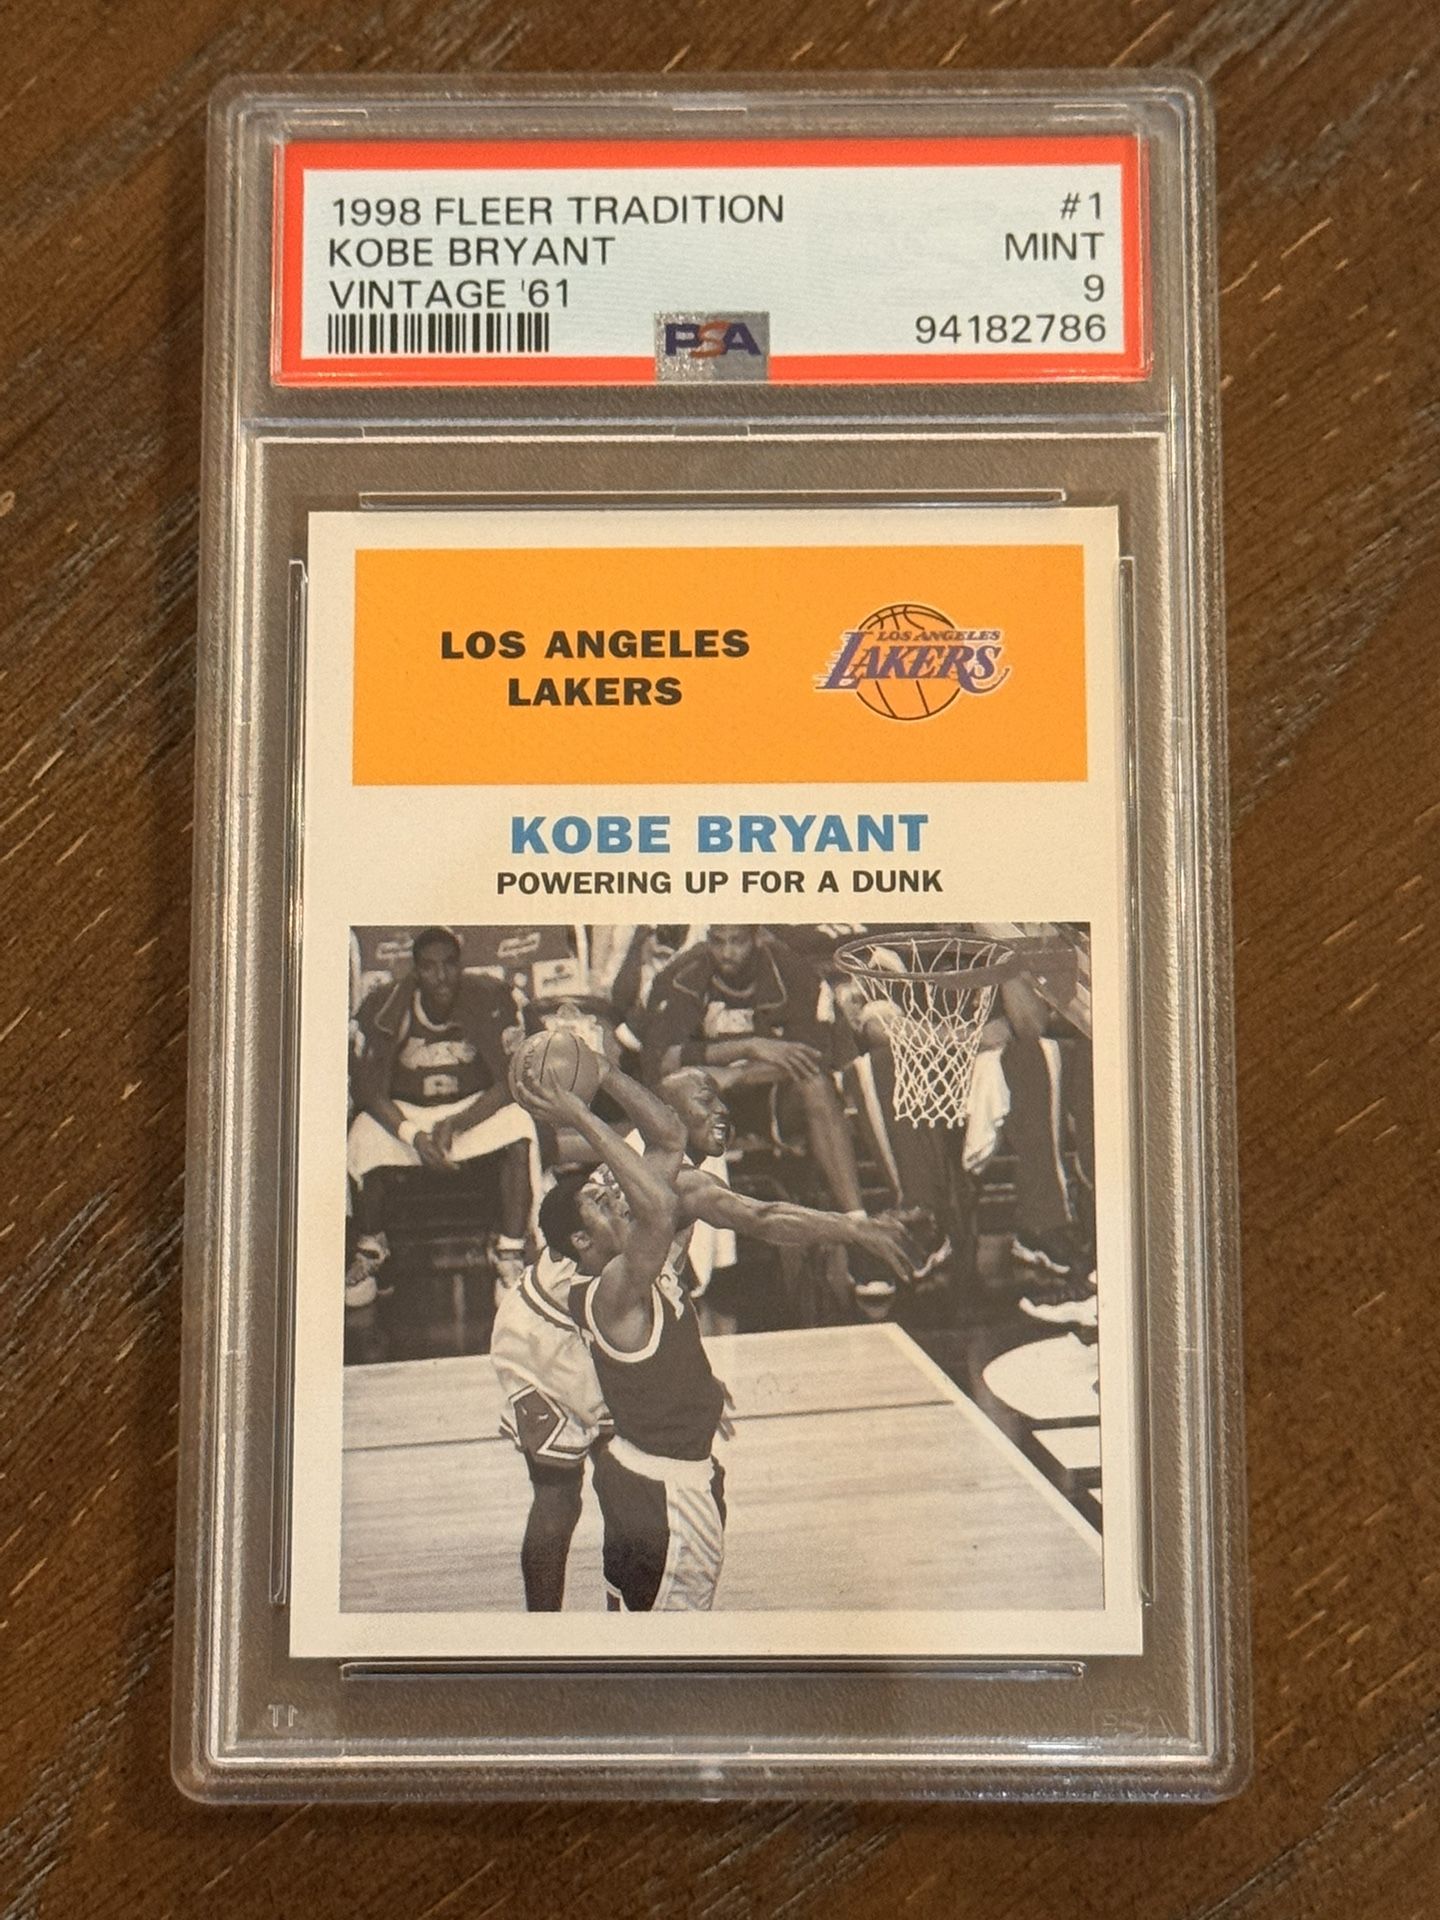 1998 FLEER TRADITION #1
KOBE BRYANT MINT
VINTAGE '61 9
PSA 94182786
LOS ANGELES
LAKERS
LOS ANGELES
LAKERS
KOBE BRYANT
POWERING UP FOR A DUNK
PSA